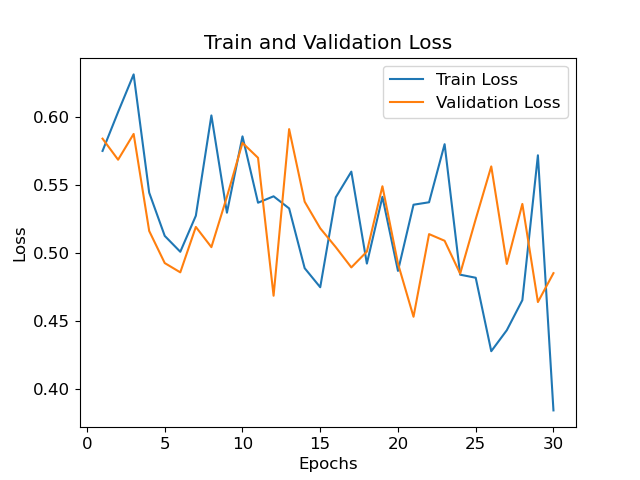 Train and Validation Loss
Train Loss
Validation Loss
0.60
0.55
0.50
0.45
0.40
Loss
0 5 10 15 20 25 30
Epochs